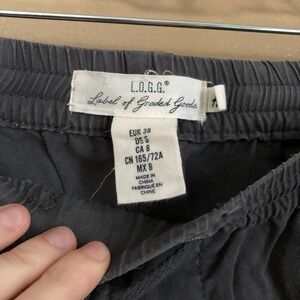 L.O.G.G.®
Label of Graded Goods
EUR 38
US 8
CA 8
CN 165/72A
MX 8
MADE IN
CHINA
FABRIQUÉ EN
CHINE